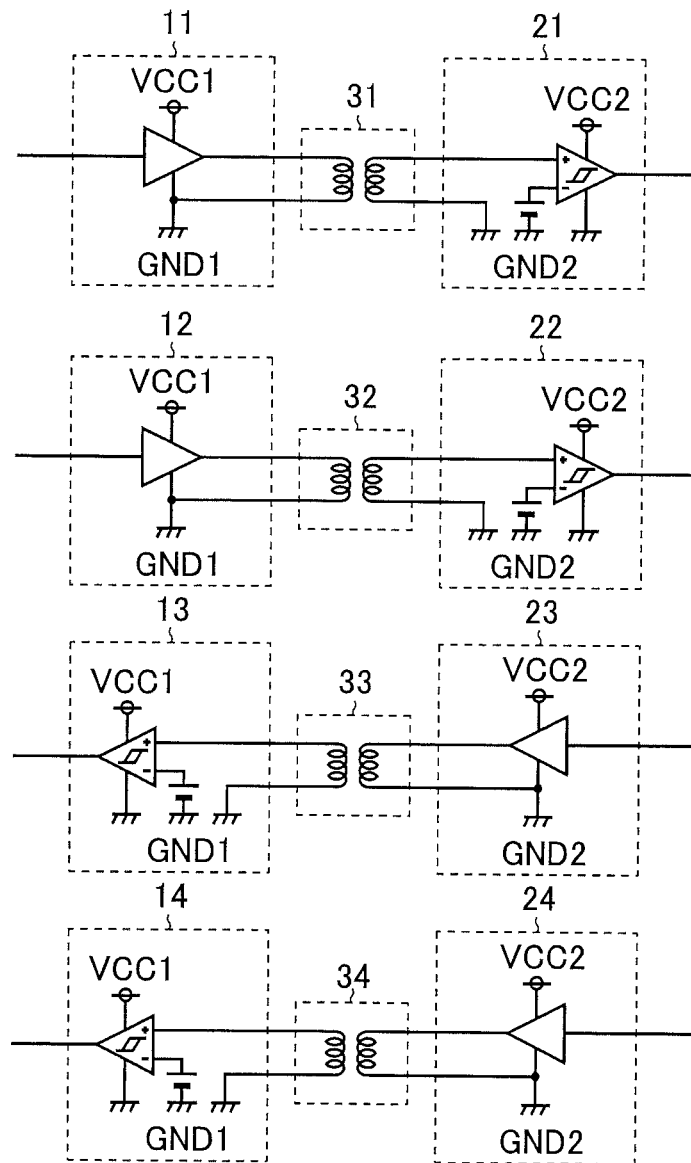 11
21
VCC1
31
VCC2
+
-
GND1
GND2
12
22
VCC1
32
VCC2
+
-
GND1
GND2
13
23
VCC1
33
VCC2
+
-
GND1
GND2
14
24
VCC1
34
VCC2
+
-
GND1
GND2